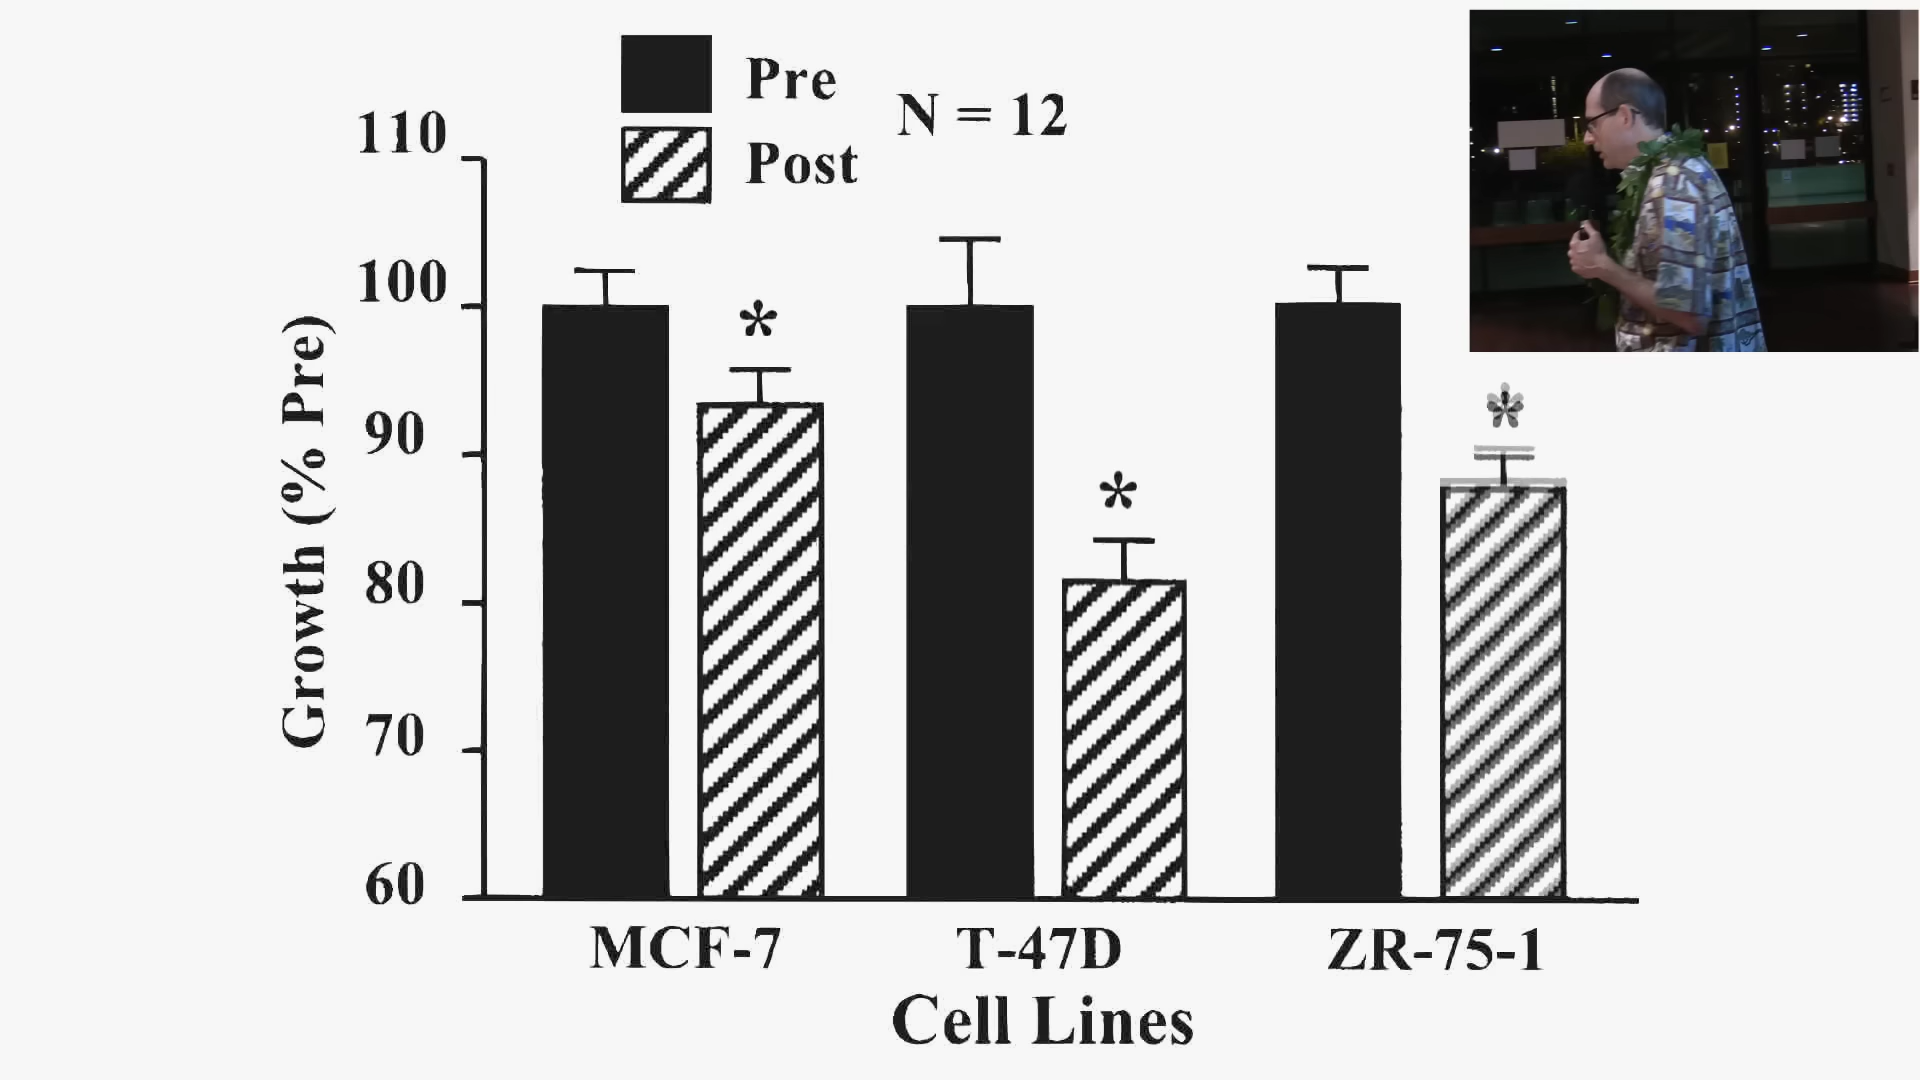 Pre
Post
N = 12
110
100
90
80
70
60
Growth (% Pre)
*
*
*
MCF-7
T-47D
ZR-75-1
Cell Lines